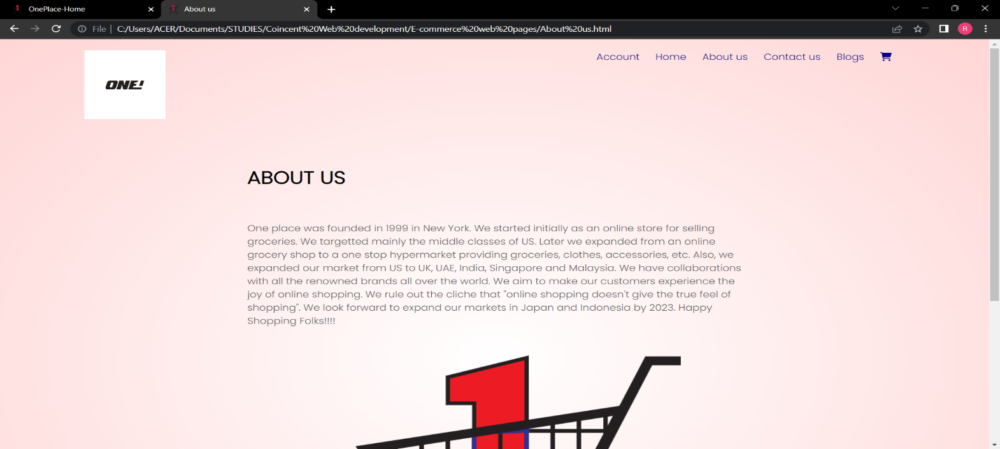 OnePlace-Home
About us
File | C:/Users/ACER/Documents/STUDIES/Coincent%20Web%20development/E-commerce%20web%20pages/About%20us.html
R
ONE!
Account Home About us Contact us Blogs
ABOUT US
One place was founded in 1999 in New York. We started initially as an online store for selling
groceries. We targetted mainly the middle classes of US. Later we expanded from an online
grocery shop to a one stop hypermarket providing groceries, clothes, accessories, etc. Also, we
expanded our market from US to UK, UAE, India, Singapore and Malaysia. We have collaborations
with all the renowned brands all over the world. We aim to make our customers experience the
joy of online shopping. We rule out the cliche that "online shopping doesn't give the true feel of
shopping". We look forward to expand our markets in Japan and Indonesia by 2023. Happy
Shopping Folks!!!!
1